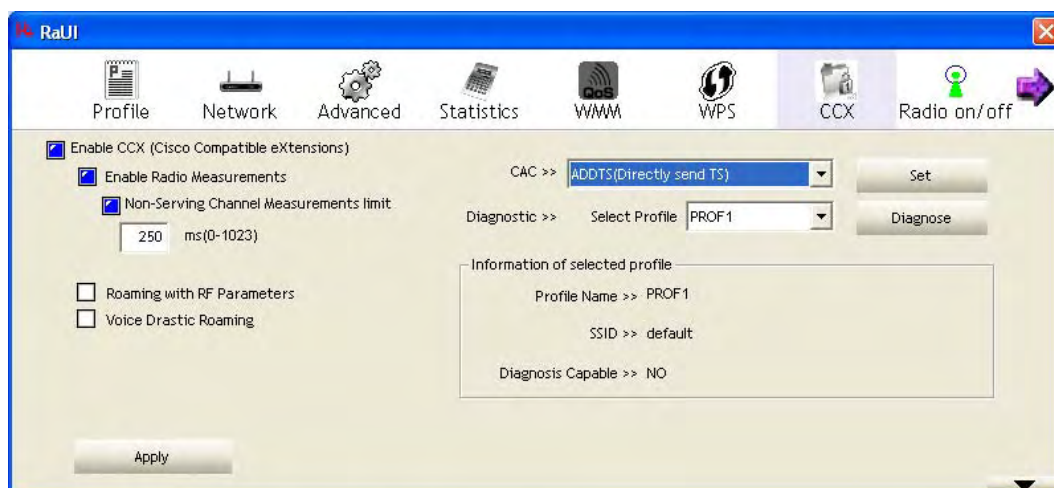 RaUI
Profile Network Advanced Statistics QoS WMM WPS CCX Radio on/off
Enable CCX (Cisco Compatible eXtensions)
Enable Radio Measurements
Non-Serving Channel Measurements limit
250 ms(0-1023)
Roaming with RF Parameters
Voice Drastic Roaming
Apply
CAC >> ADDTS(Directly send TS) Set
Diagnostic >> Select Profile PROF1 Diagnose
Information of selected profile
Profile Name >> PROF1
SSID >> default
Diagnosis Capable >> NO